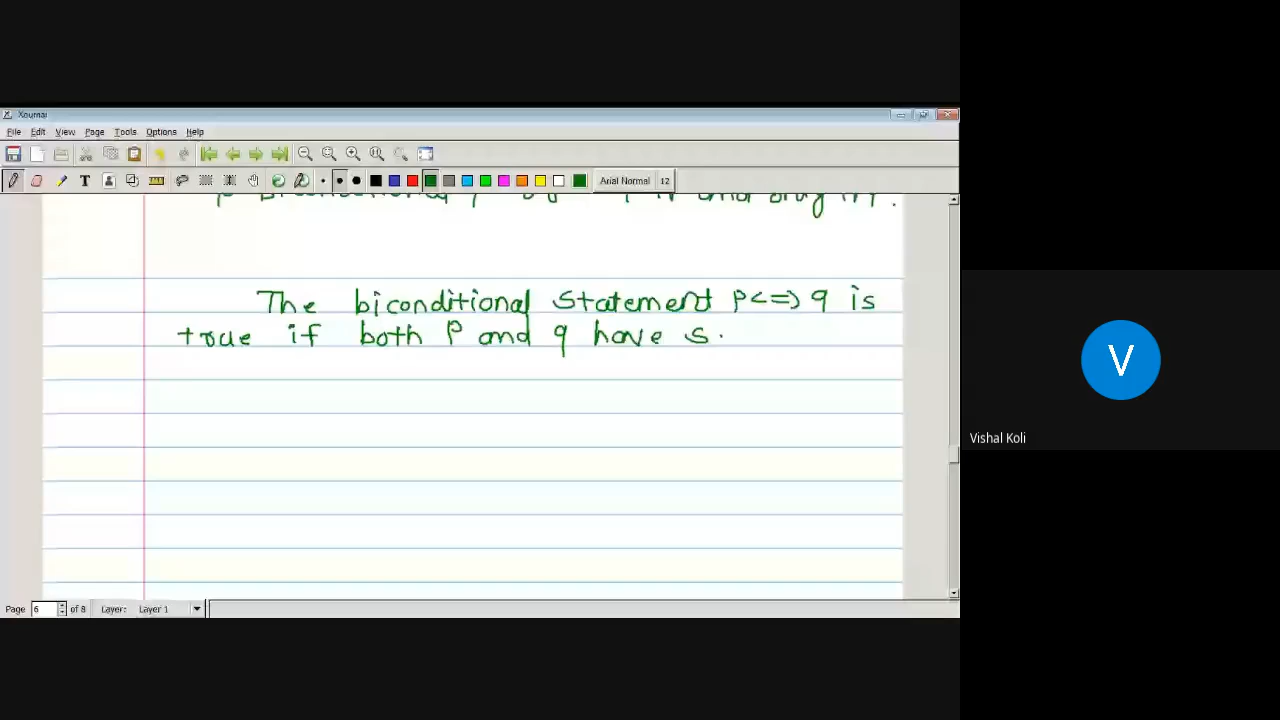 Xournal
File Edit View Page Tools Options Help
T Arial Normal 12
The biconditional statement p<=> q is
true if both p and q have s.
Page 6 of 8 Layer: Layer 1
V
Vishal Koli